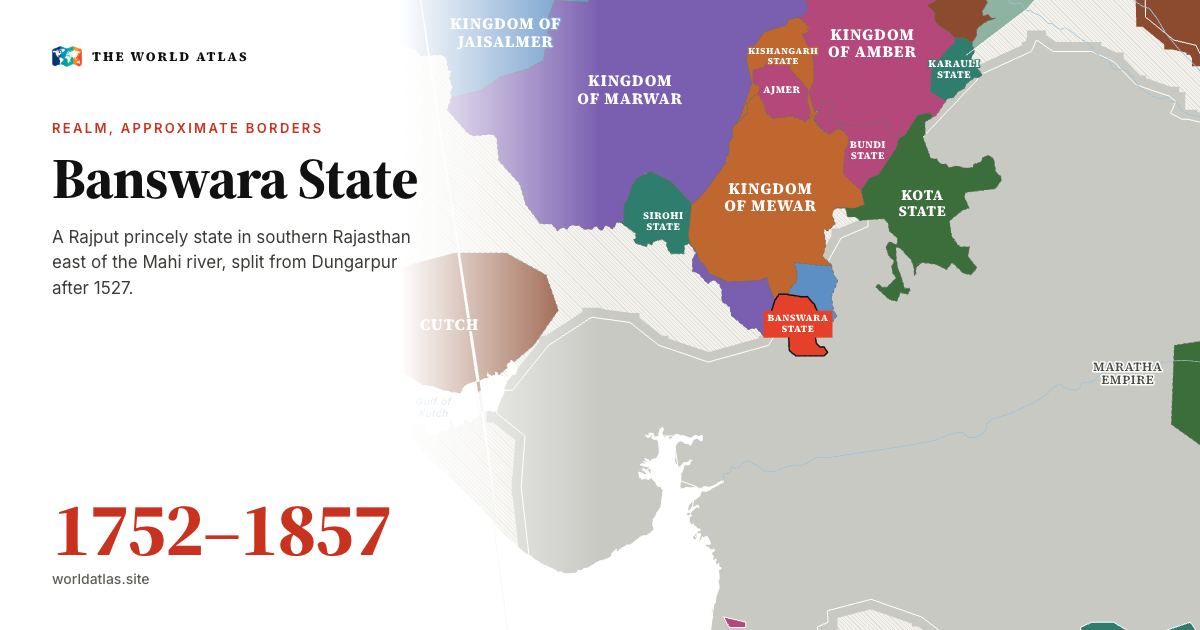 THE WORLD ATLAS
REALM, APPROXIMATE BORDERS
Banswara State
A Rajput princely state in southern Rajasthan
east of the Mahi river, split from Dungarpur
after 1527.
1752–1857
worldatlas.site
KINGDOM OF
JAISALMER
KINGDOM
OF MARWAR
KISHANGARH
STATE
AJMER
KINGDOM
OF AMBER
KARAULI
STATE
BUNDI
STATE
KINGDOM
OF MEWAR
KOTA
STATE
SIROHI
STATE
BANSWARA
STATE
CUTCH
Gulf of
Kutch
MARATHA
EMPIRE